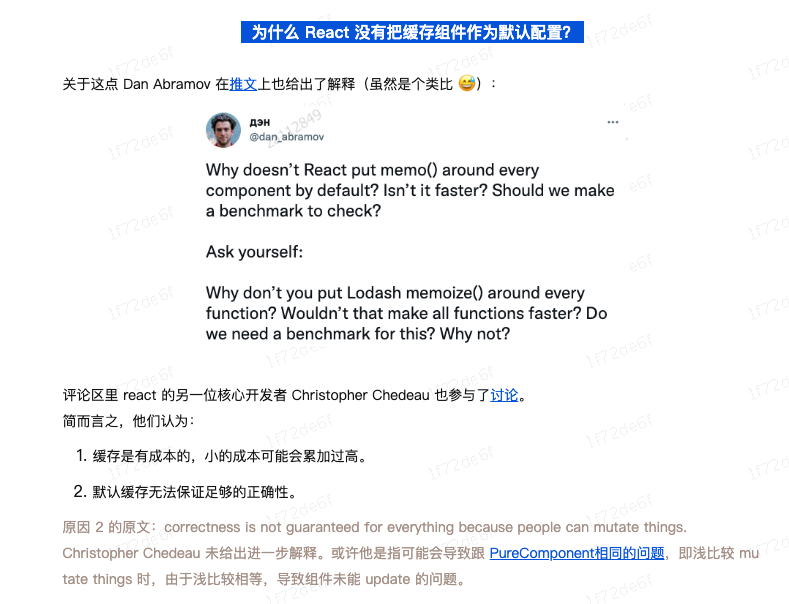 为什么 React 没有把缓存组件作为默认配置？
关于这点 Dan Abramov 在推文上也给出了解释（虽然是个类比 😅）：
дэн
@dan_abramov
Why doesn't React put memo() around every
component by default? Isn't it faster? Should we make
a benchmark to check?
Ask yourself:
Why don't you put Lodash memoize() around every
function? Wouldn't that make all functions faster? Do
we need a benchmark for this? Why not?
评论区里 react 的另一位核心开发者 Christopher Chedeau 也参与了讨论。
简而言之，他们认为：
1. 缓存是有成本的，小的成本可能会累加过高。
2. 默认缓存无法保证足够的正确性。
原因 2 的原文：correctness is not guaranteed for everything because people can mutate things.
Christopher Chedeau 未给出进一步解释。或许他是指可能会导致跟 PureComponent相同的问题，即浅比较 mu
tate things 时，由于浅比较相等，导致组件未能 update 的问题。
1f72de6f